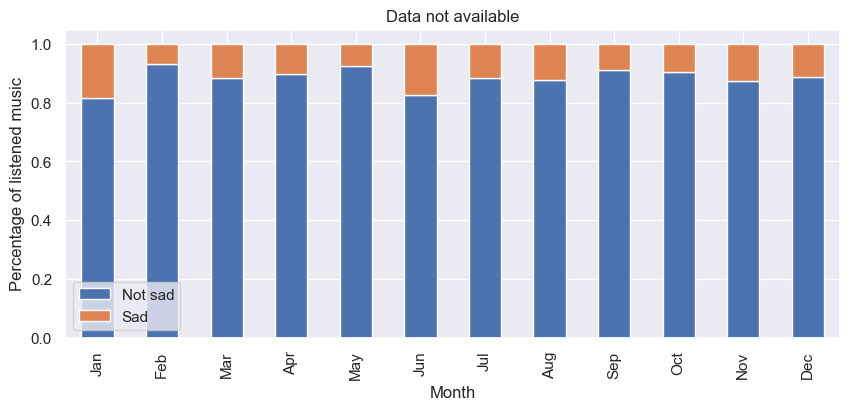 Data not available
Percentage of listened music
1.0
0.8
0.6
0.4
0.2
0.0
Not sad
Sad
Jan
Feb
Mar
Apr
May
Jun
Jul
Aug
Sep
Oct
Nov
Dec
Month